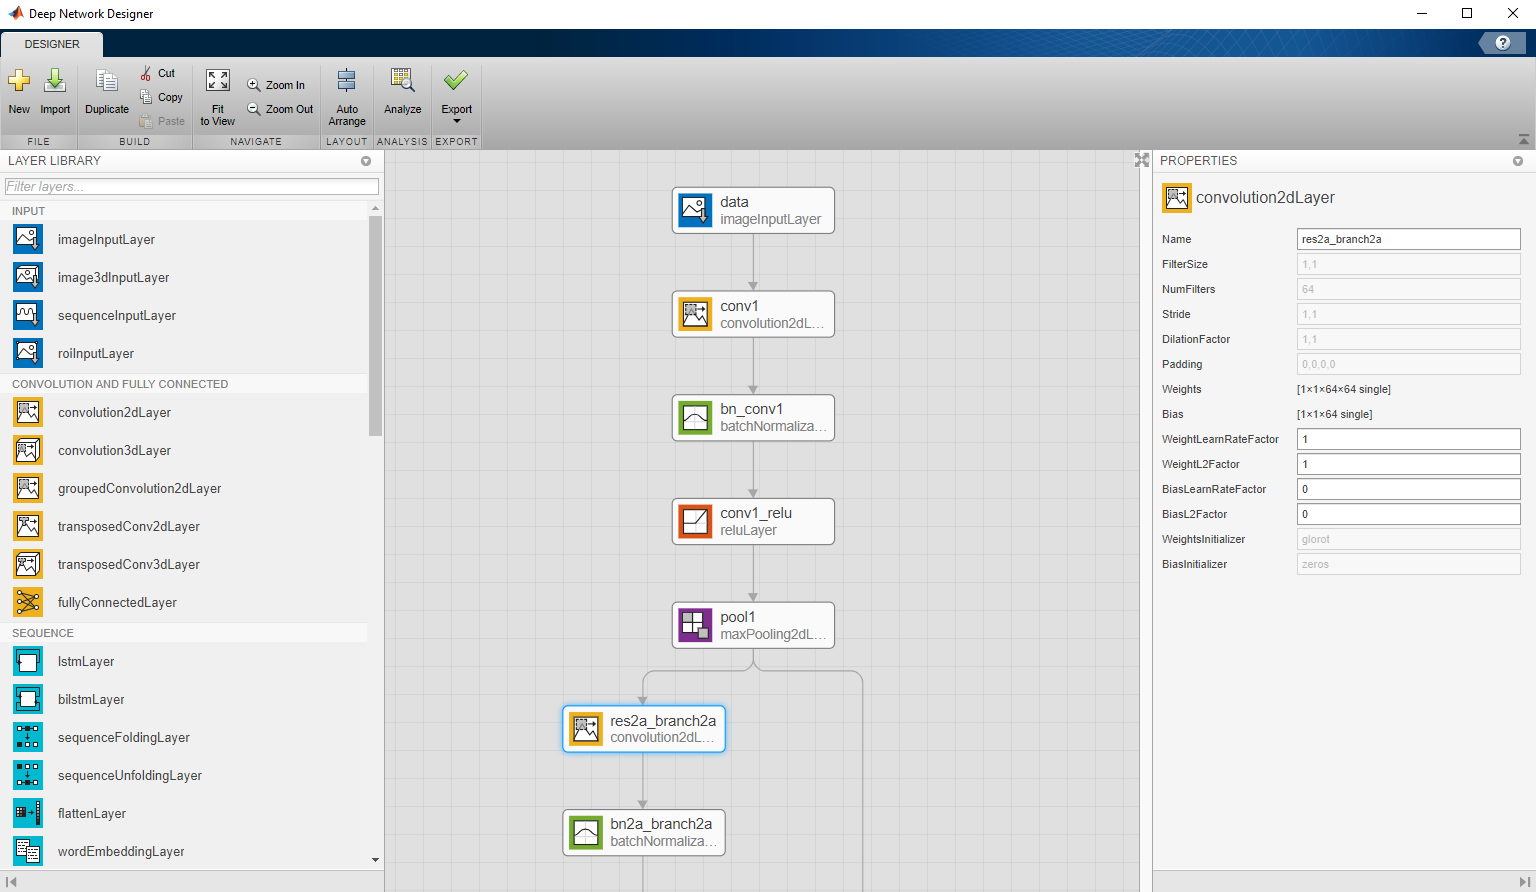 Deep Network Designer
DESIGNER
?
New
Import
Duplicate
Cut
Copy
Paste
Fit
to View
Zoom In
Zoom Out
Auto
Arrange
Analyze
Export
FILE
BUILD
NAVIGATE
LAYOUT
ANALYSIS
EXPORT
LAYER LIBRARY
Filter layers...
INPUT
imageInputLayer
image3dInputLayer
sequenceInputLayer
roiInputLayer
CONVOLUTION AND FULLY CONNECTED
convolution2dLayer
convolution3dLayer
groupedConvolution2dLayer
transposedConv2dLayer
transposedConv3dLayer
fullyConnectedLayer
SEQUENCE
lstmLayer
bilstmLayer
sequenceFoldingLayer
sequenceUnfoldingLayer
flattenLayer
wordEmbeddingLayer
data
imageInputLayer
conv1
convolution2dL...
bn_conv1
batchNormaliza...
conv1_relu
reluLayer
pool1
maxPooling2dL...
res2a_branch2a
convolution2dL...
bn2a_branch2a
batchNormaliza...
PROPERTIES
convolution2dLayer
Name res2a_branch2a
FilterSize 1,1
NumFilters 64
Stride 1,1
DilationFactor 1,1
Padding 0,0,0,0
Weights [1×1×64×64 single]
Bias [1×1×64 single]
WeightLearnRateFactor 1
WeightL2Factor 1
BiasLearnRateFactor 0
BiasL2Factor 0
WeightsInitializer glorot
BiasInitializer zeros